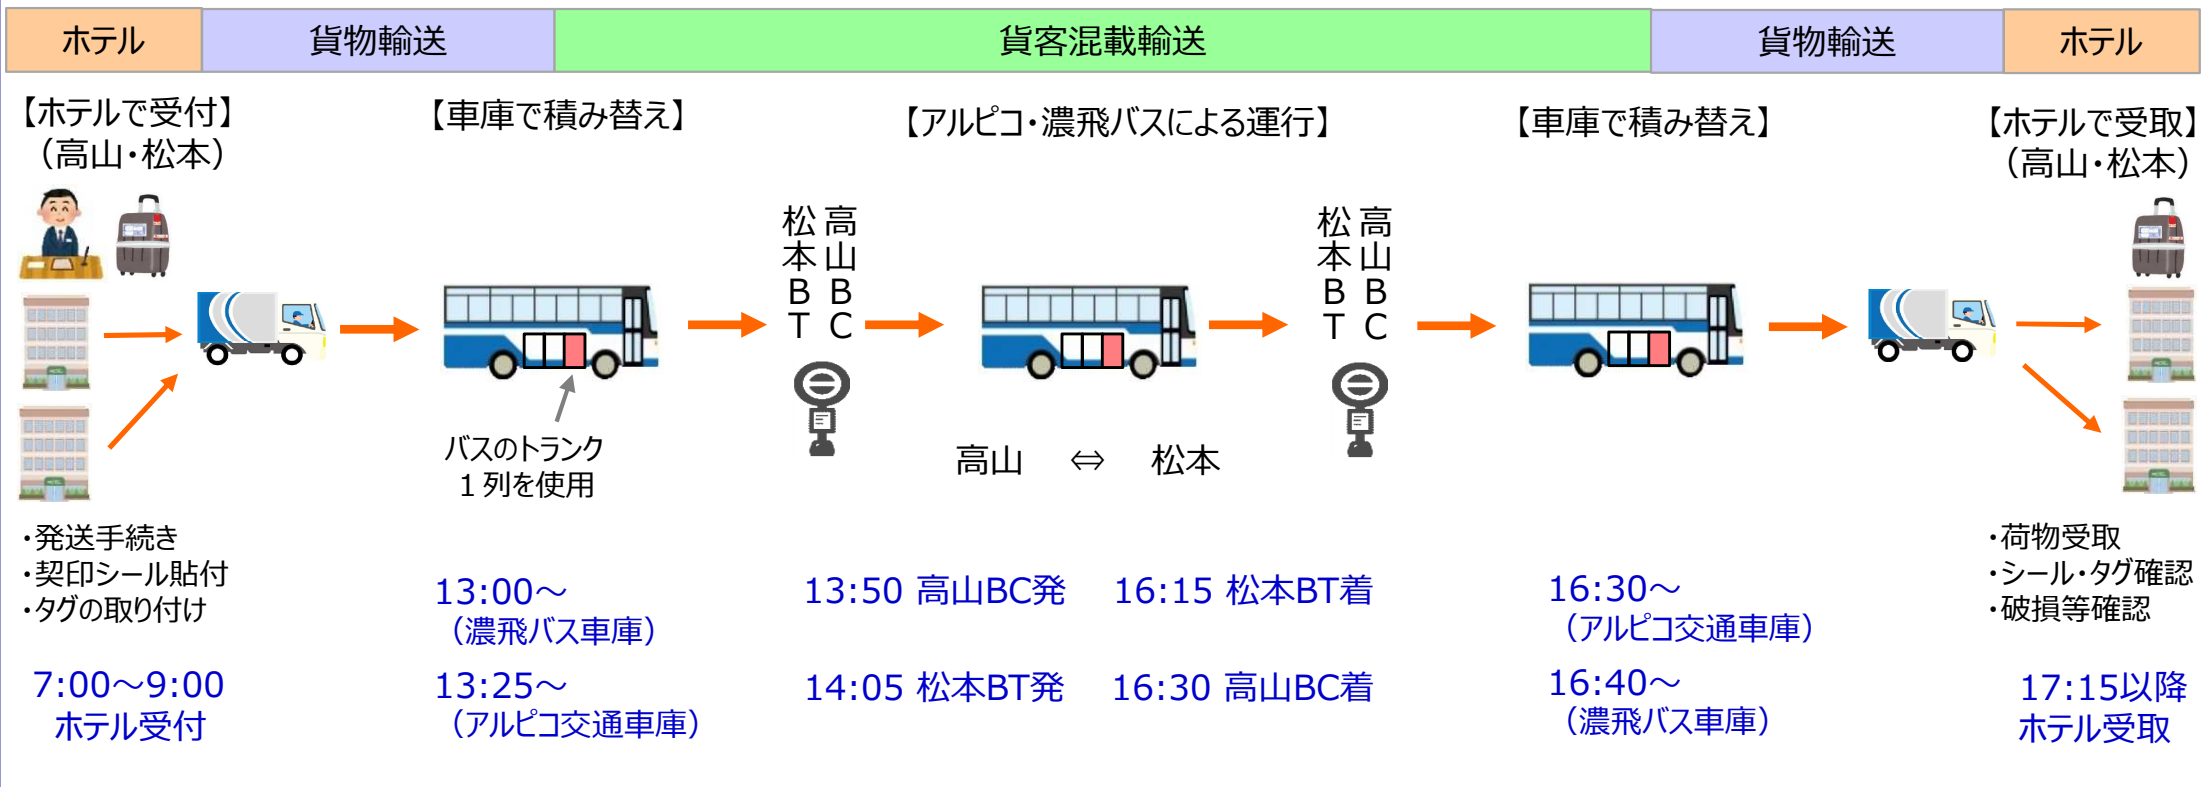 ホテル
貨物輸送
貨客混載輸送
貨物輸送
ホテル
【ホテルで受付】
（高山・松本）
【車庫で積み替え】
【アルピコ・濃飛バスによる運行】
【車庫で積み替え】
【ホテルで受取】
（高山・松本）
高山BC
松本BT
高山BC
松本BT
バスのトランク
１列を使用
高山 ⇔ 松本
・発送手続き
・契印シール貼付
・タグの取り付け
・荷物受取
・シール・タグ確認
・破損等確認
13:00～
（濃飛バス車庫）
13:50 高山BC発 16:15 松本BT着
16:30～
（アルピコ交通車庫）
7:00～9:00
ホテル受付
13:25～
（アルピコ交通車庫）
14:05 松本BT発 16:30 高山BC着
16:40～
（濃飛バス車庫）
17:15以降
ホテル受取